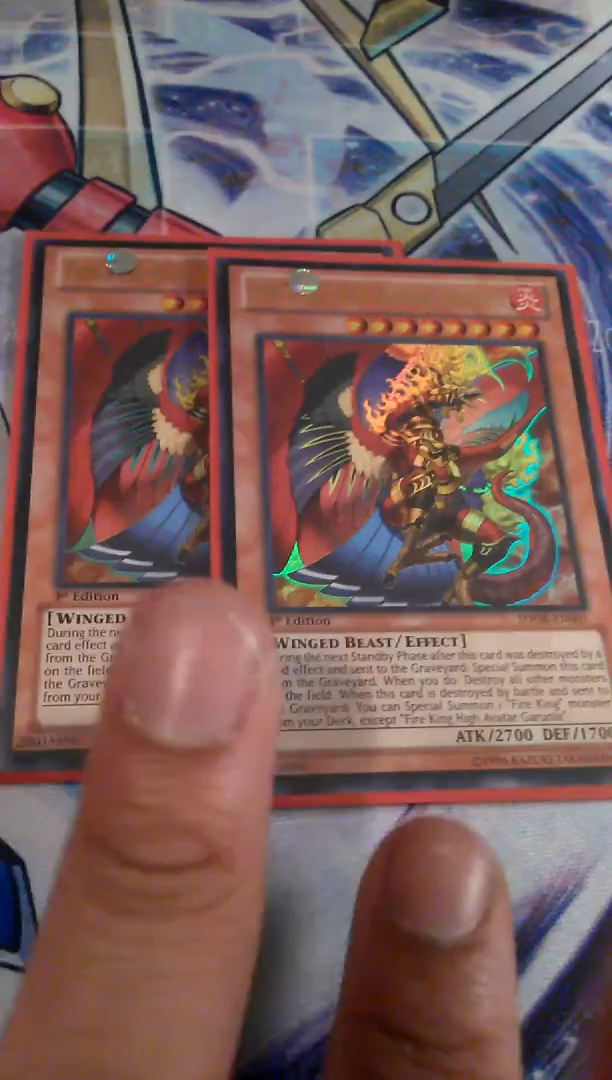 炎
1st Edition
[WINGED
During the ne
card effect a
from the G
on the field
the Grave
from your
1st Edition
WINGED BEAST/EFFECT]
ring the next Standby Phase after this card was destroyed by a
d effect and sent to the Graveyard: Special Summon this card
m the Graveyard. When you do: Destroy all other monsters
the field. When this card is destroyed by battle and sent to
Graveyard: You can Special Summon 1 "Fire King" monster
m your Deck, except "Fire King High Avatar Garunix"
ATK/2700 DEF/1700
©1996 KAZUKI TAKAHASHI